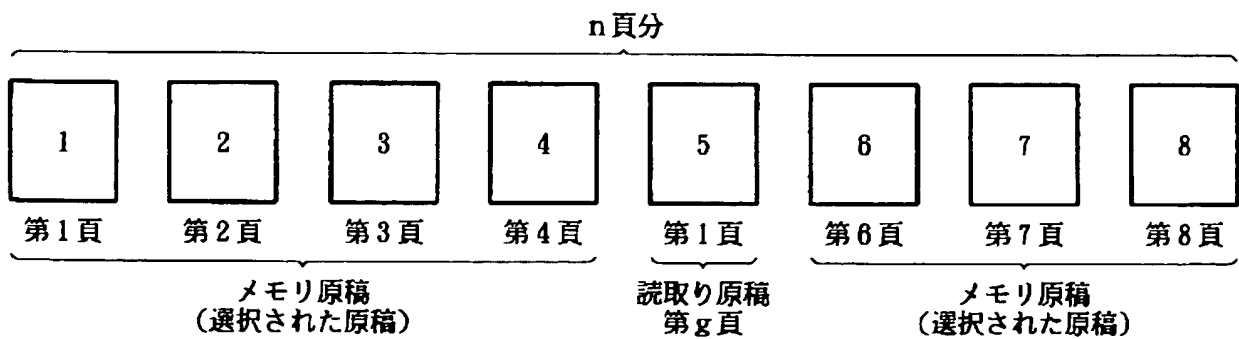 n頁分
1 2 3 4 5 6 7 8
第1頁 第2頁 第3頁 第4頁 第1頁 第6頁 第7頁 第8頁
メモリ原稿 読取り原稿 メモリ原稿
(選択された原稿) 第g頁 (選択された原稿)